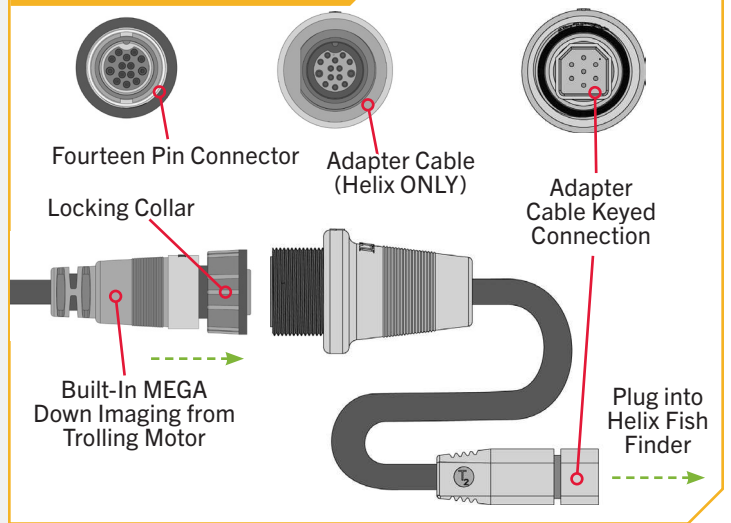 Fourteen Pin Connector
Adapter Cable
(Helix ONLY)
Adapter
Cable Keyed
Connection
Locking Collar
Built-In MEGA
Down Imaging from
Trolling Motor
Plug into
Helix Fish
Finder
T2